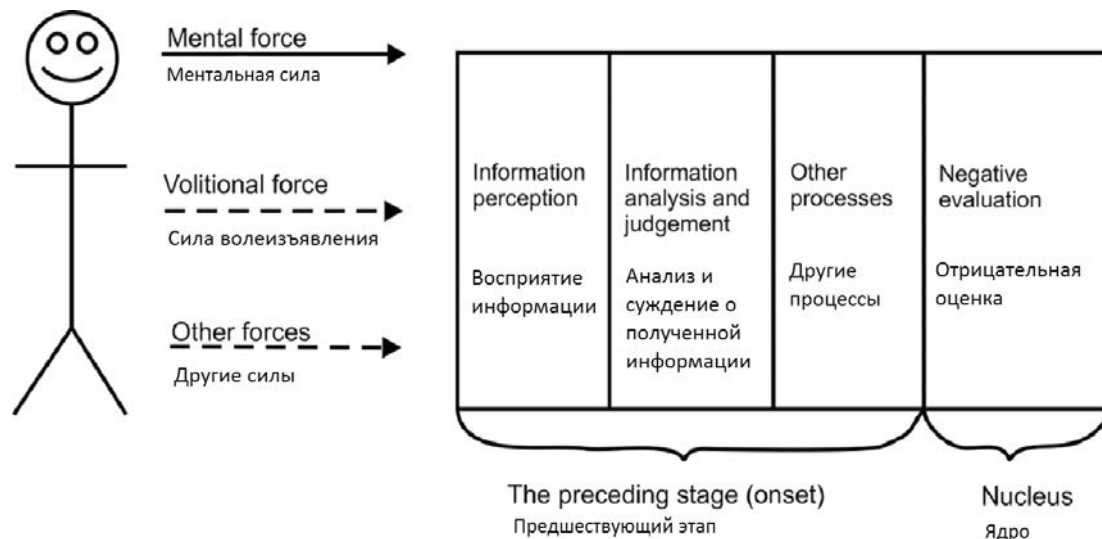 Mental force
Ментальная сила
Volitional force
Сила волеизъявления
Other forces
Другие силы
Information
perception
Восприятие
информации
Information
analysis and
judgement
Анализ и
суждение о
полученной
информации
Other
processes
Другие
процессы
Negative
evaluation
Отрицательная
оценка
The preceding stage (onset)
Предшествующий этап
Nucleus
Ядро